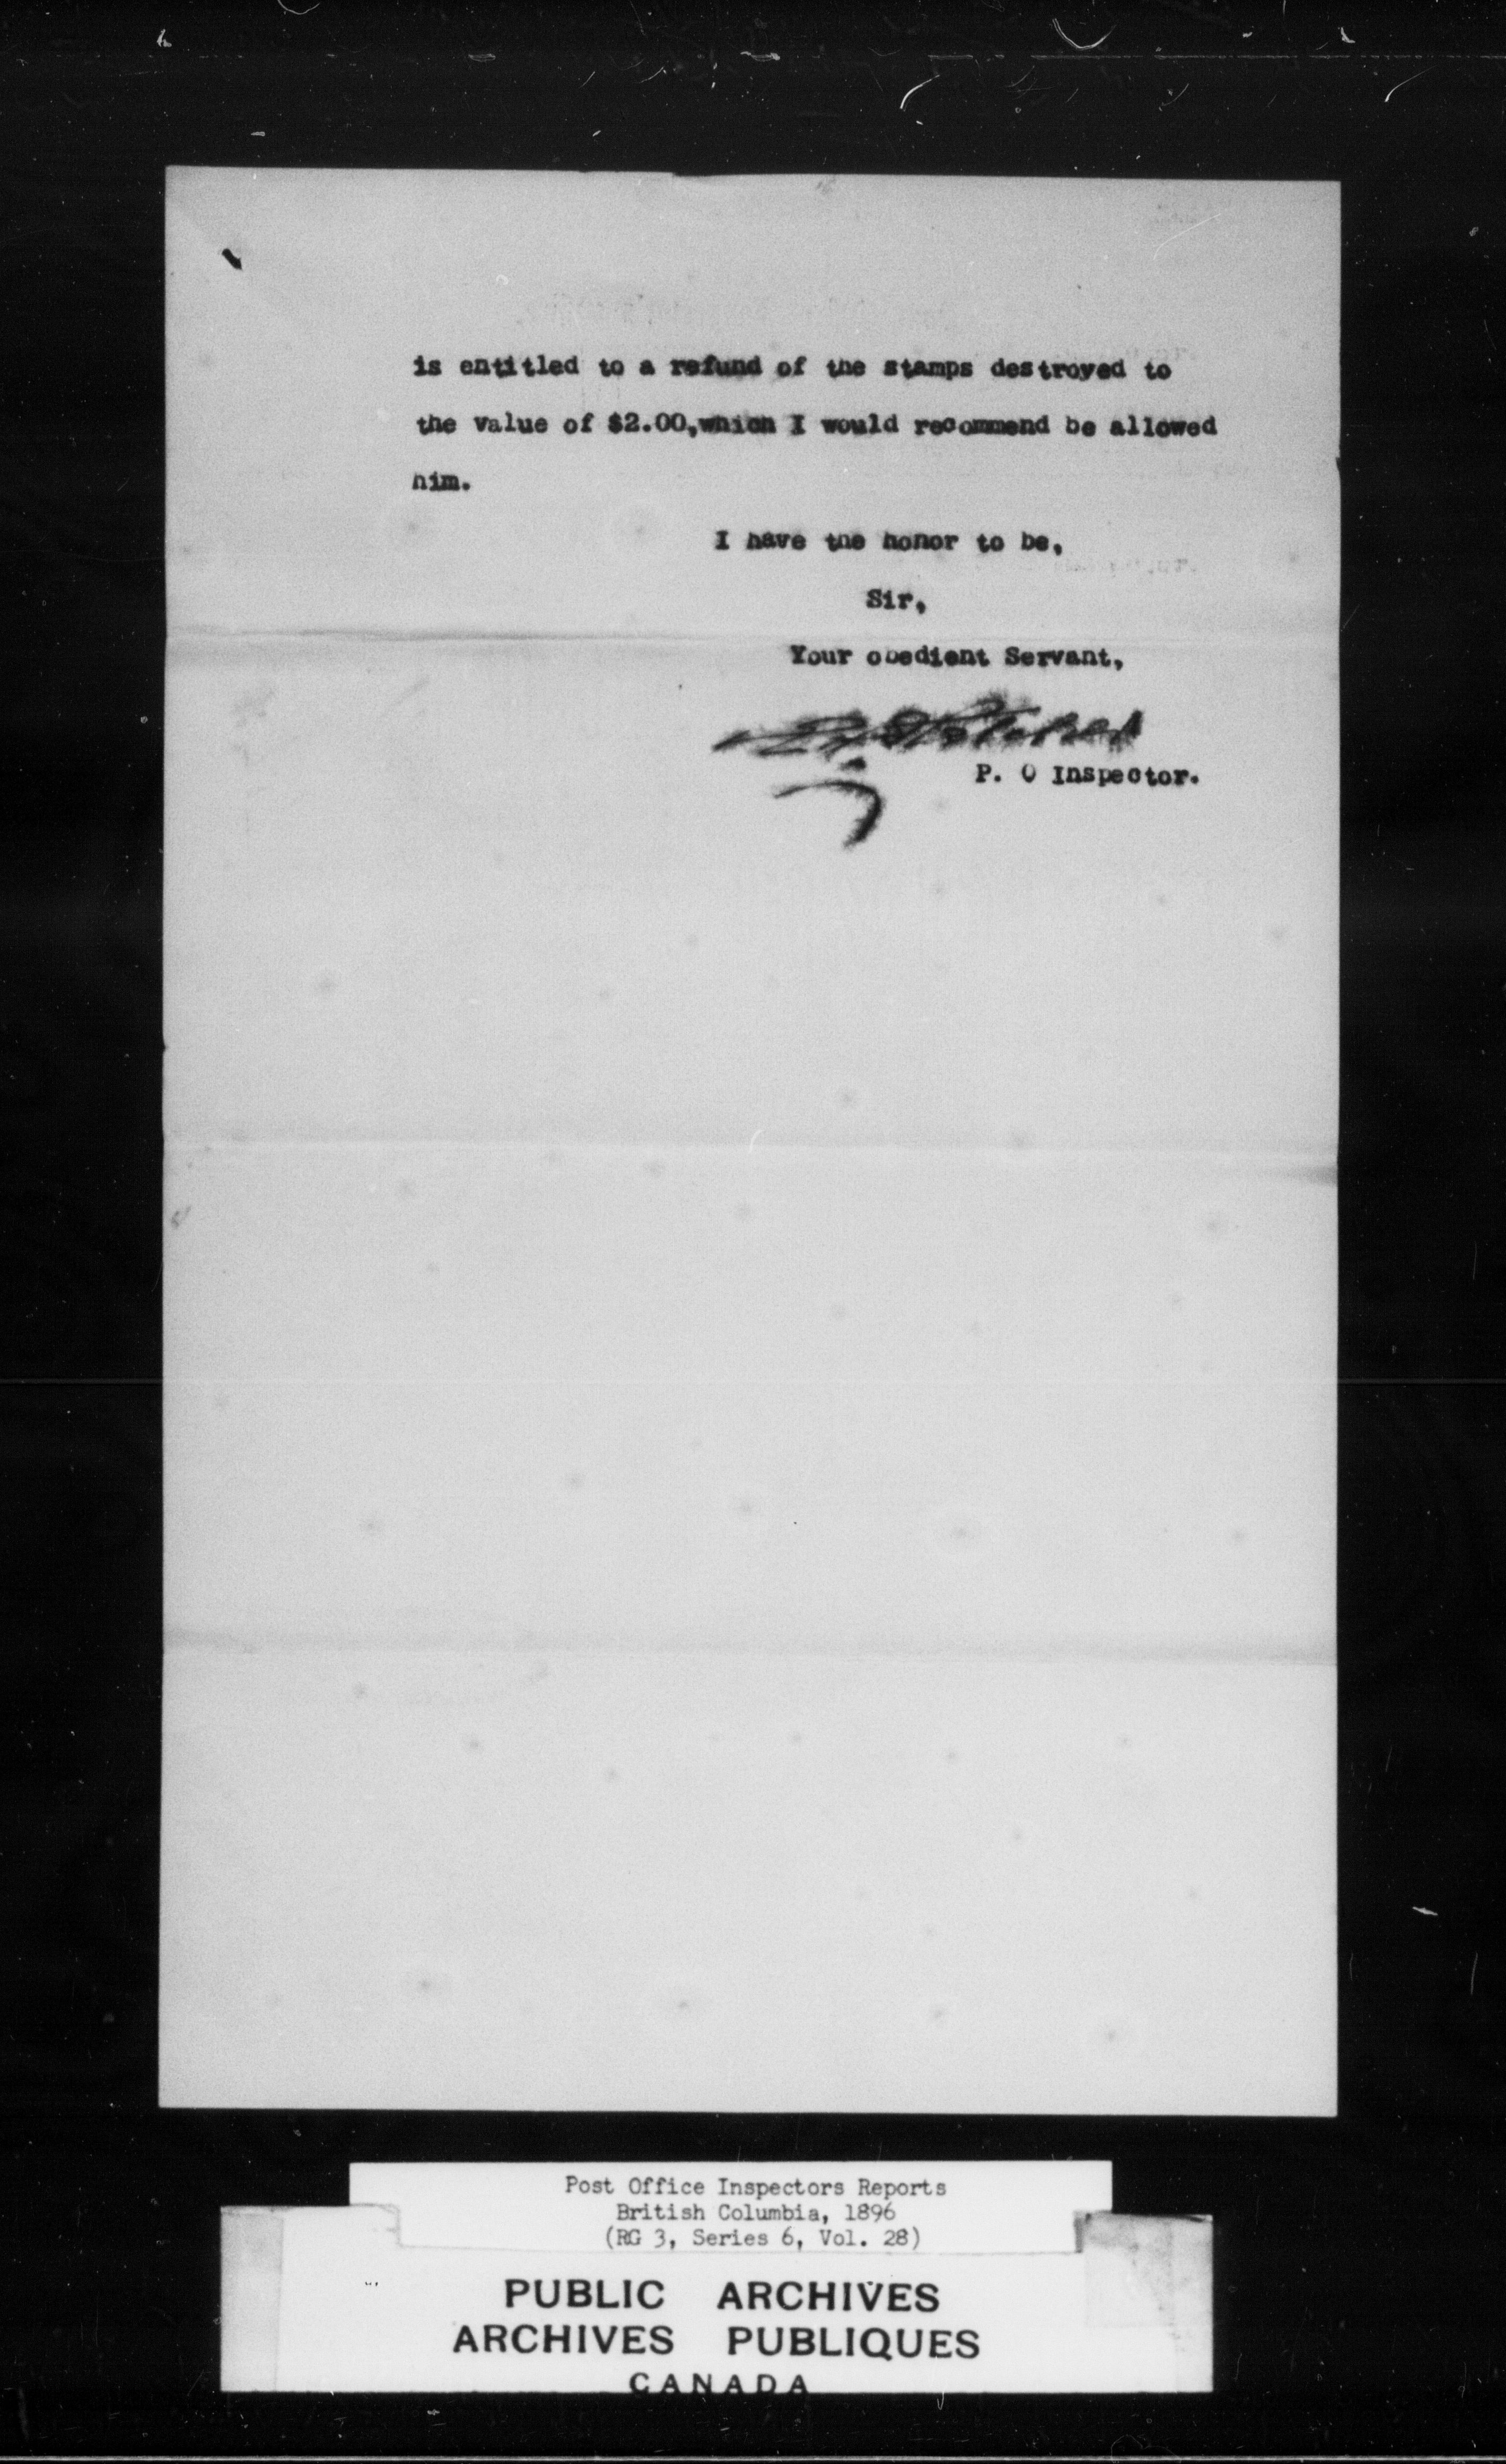 is entitled to a refund of the stamps destroyed to
the value of $2.00,which I would recommend be allowed
him.
I have the honor to be,
Sir,
Your obedient Servant,
P. O Inspector.
Post Office Inspectors Reports
British Columbia, 1896
(RG 3, Series 6, Vol. 28)
PUBLIC ARCHIVES
ARCHIVES PUBLIQUES
CANADA